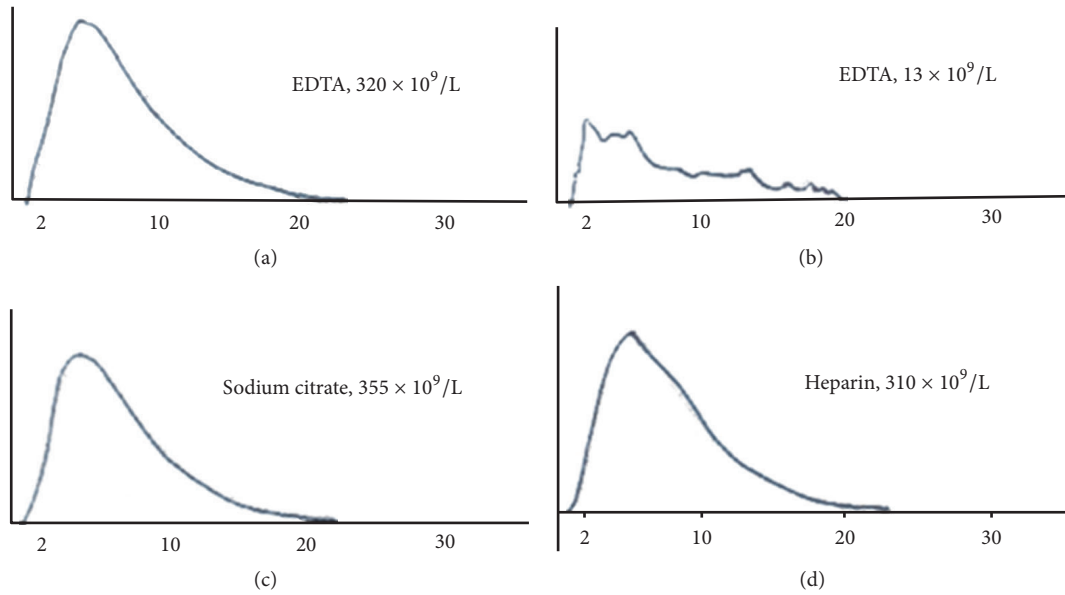 EDTA, 320 × 10⁹/L
2 10 20 30
(a)
EDTA, 13 × 10⁹/L
2 10 20 30
(b)
Sodium citrate, 355 × 10⁹/L
2 10 20 30
(c)
Heparin, 310 × 10⁹/L
2 10 20 30
(d)